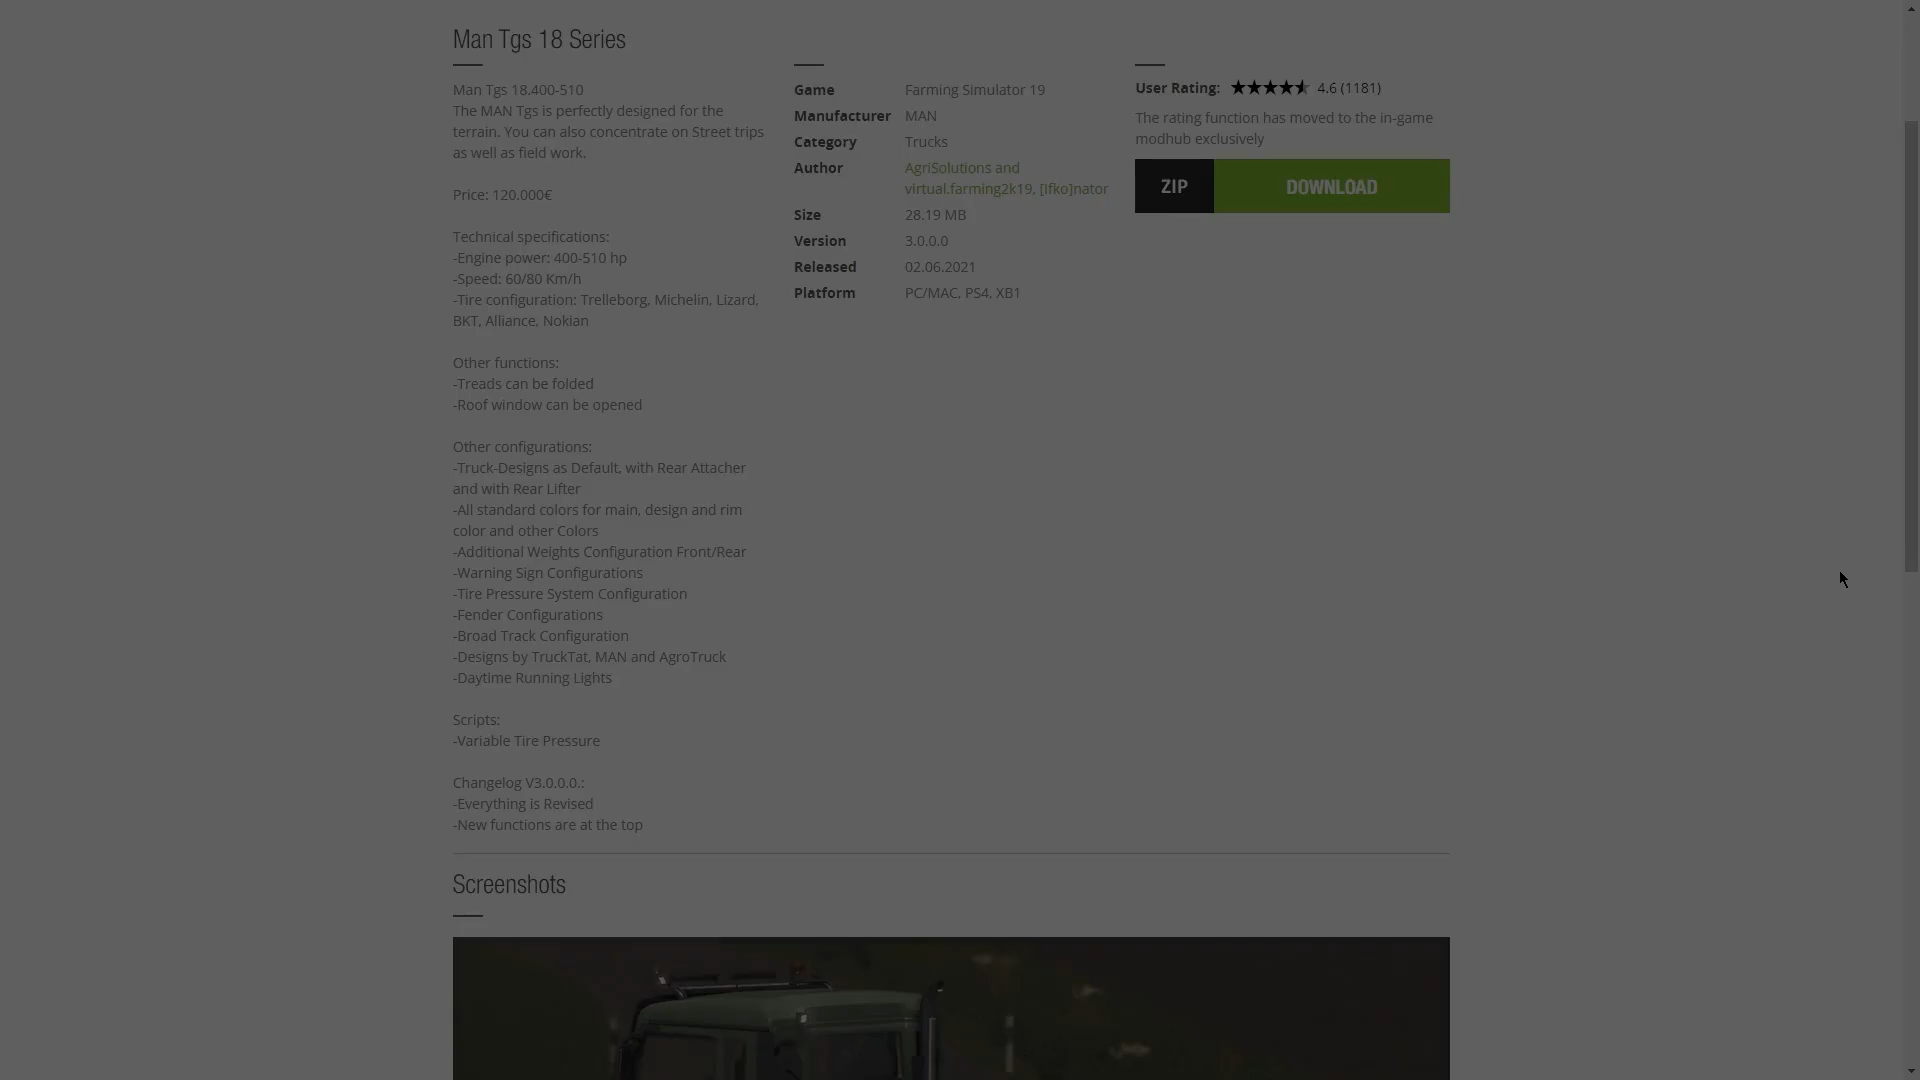 Man Tgs 18 Series
Man Tgs 18.400-510
The MAN Tgs is perfectly designed for the
terrain. You can also concentrate on Street trips
as well as field work.
Price: 120.000€
Technical specifications:
-Engine power: 400-510 hp
-Speed: 60/80 Km/h
-Tire configuration: Trelleborg, Michelin, Lizard,
BKT, Alliance, Nokian
Other functions:
-Treads can be folded
-Roof window can be opened
Other configurations:
-Truck-Designs as Default, with Rear Attacher
and with Rear Lifter
-All standard colors for main, design and rim
color and other Colors
-Additional Weights Configuration Front/Rear
-Warning Sign Configurations
-Tire Pressure System Configuration
-Fender Configurations
-Broad Track Configuration
-Designs by TruckTat, MAN and AgroTruck
-Daytime Running Lights
Scripts:
-Variable Tire Pressure
Changelog V3.0.0.0.:
-Everything is Revised
-New functions are at the top
Game Farming Simulator 19
Manufacturer MAN
Category Trucks
Author AgriSolutions and
virtual.farming2k19, [Ifko]nator
Size 28.19 MB
Version 3.0.0.0
Released 02.06.2021
Platform PC/MAC, PS4, XB1
User Rating: 4.6 (1181)
The rating function has moved to the in-game
modhub exclusively
ZIP DOWNLOAD
Screenshots